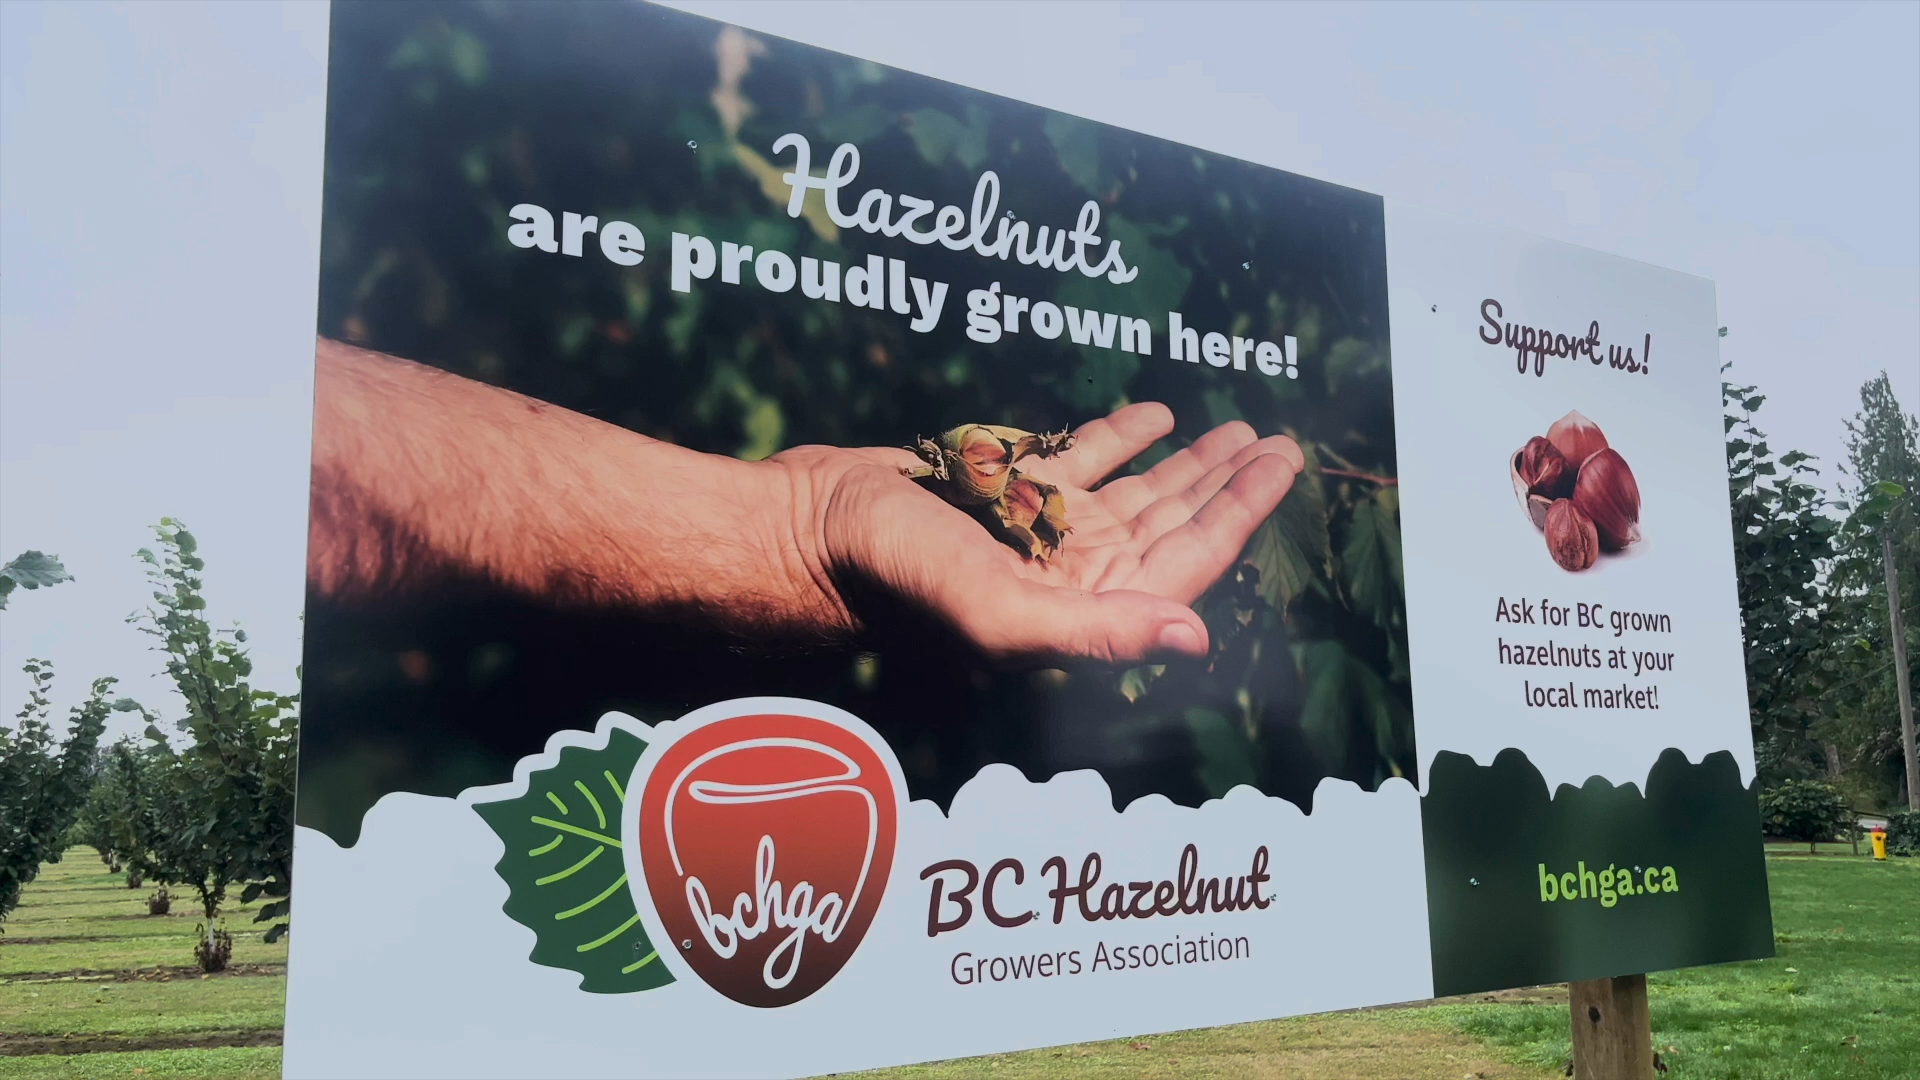 Hazelnuts
are proudly grown here!
bchga
BC Hazelnut
Growers Association
Support us!
Ask for BC grown
hazelnuts at your
local market!
bchga.ca